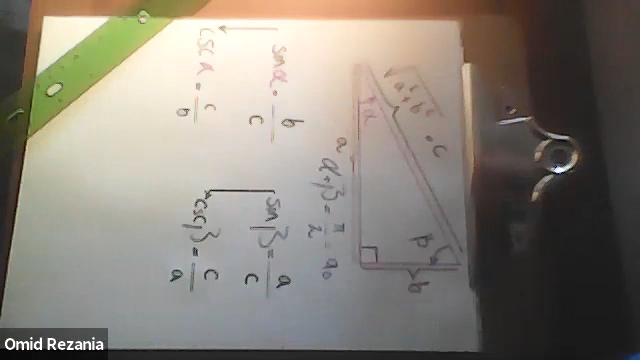 √a²+b² = c
α
a
β
b
α+β = π/2 = 90
sin α = b/c
sin β = a/c
csc α = c/b
csc β = c/a
Omid Rezania